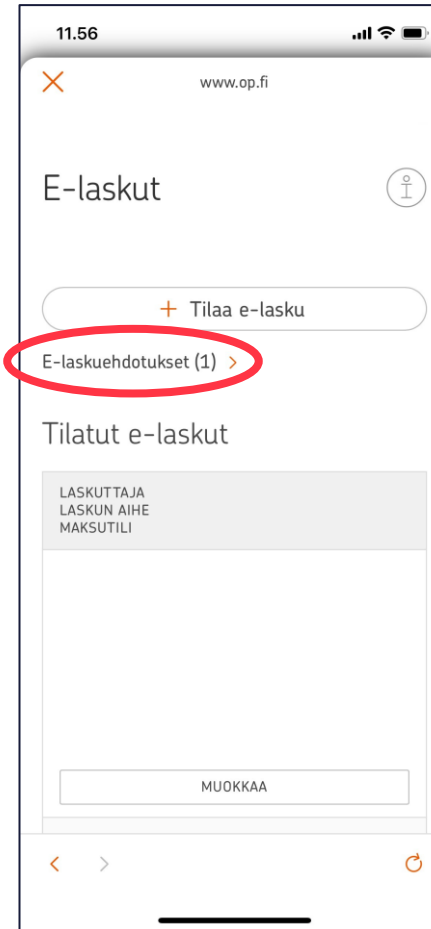 11.56
www.op.fi
E-laskut
+ Tilaa e-lasku
E-laskuehdotukset (1) >
Tilatut e-laskut
LASKUTTAJA
LASKUN AIHE
MAKSUTILI
MUOKKAA